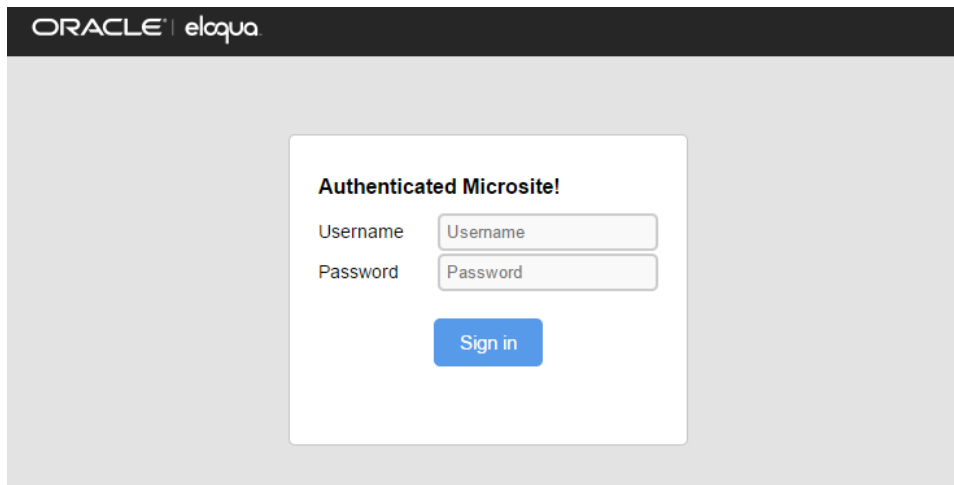 ORACLE | eloqua
Authenticated Microsite!
Username Username
Password Password
Sign in